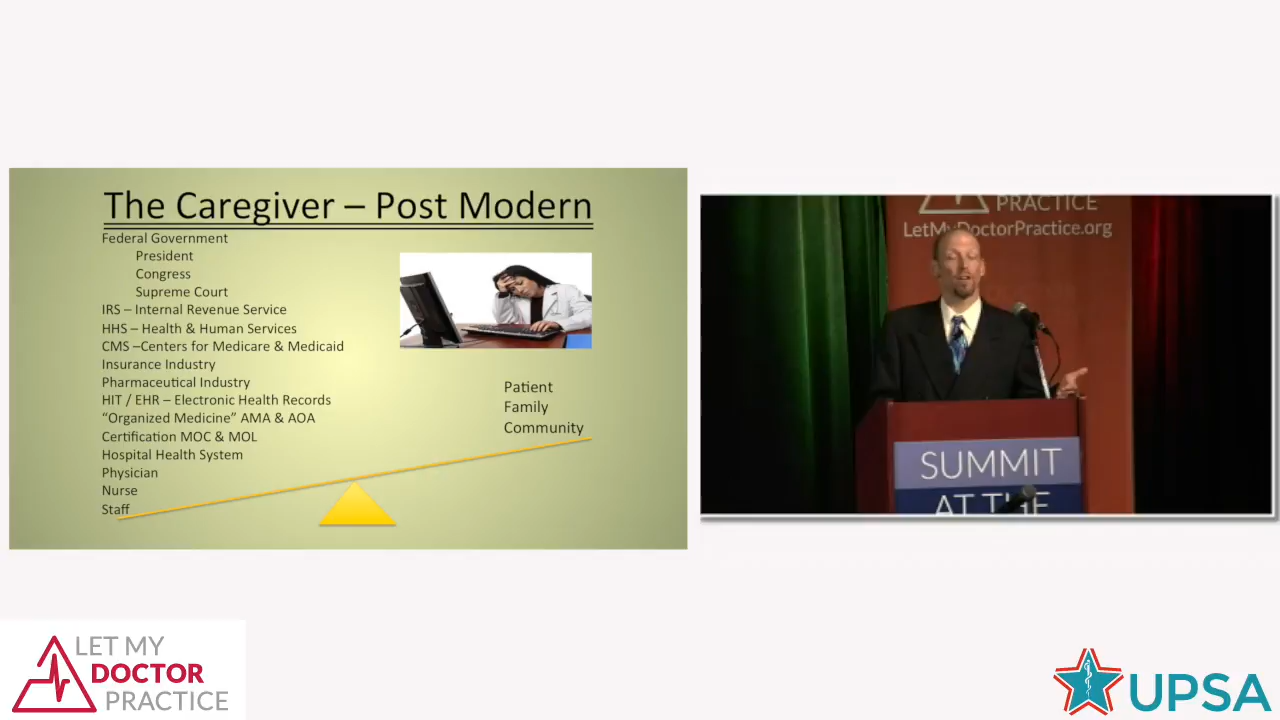 The Caregiver – Post Modern
Federal Government
President
Congress
Supreme Court
IRS – Internal Revenue Service
HHS – Health & Human Services
CMS –Centers for Medicare & Medicaid
Insurance Industry
Pharmaceutical Industry
HIT / EHR – Electronic Health Records
“Organized Medicine” AMA & AOA
Certification MOC & MOL
Hospital Health System
Physician
Nurse
Staff
Patient
Family
Community
PRACTICE
LetMyDoctorPractice.org
SUMMIT
AT THE
LET MY
DOCTOR
PRACTICE
UPSA